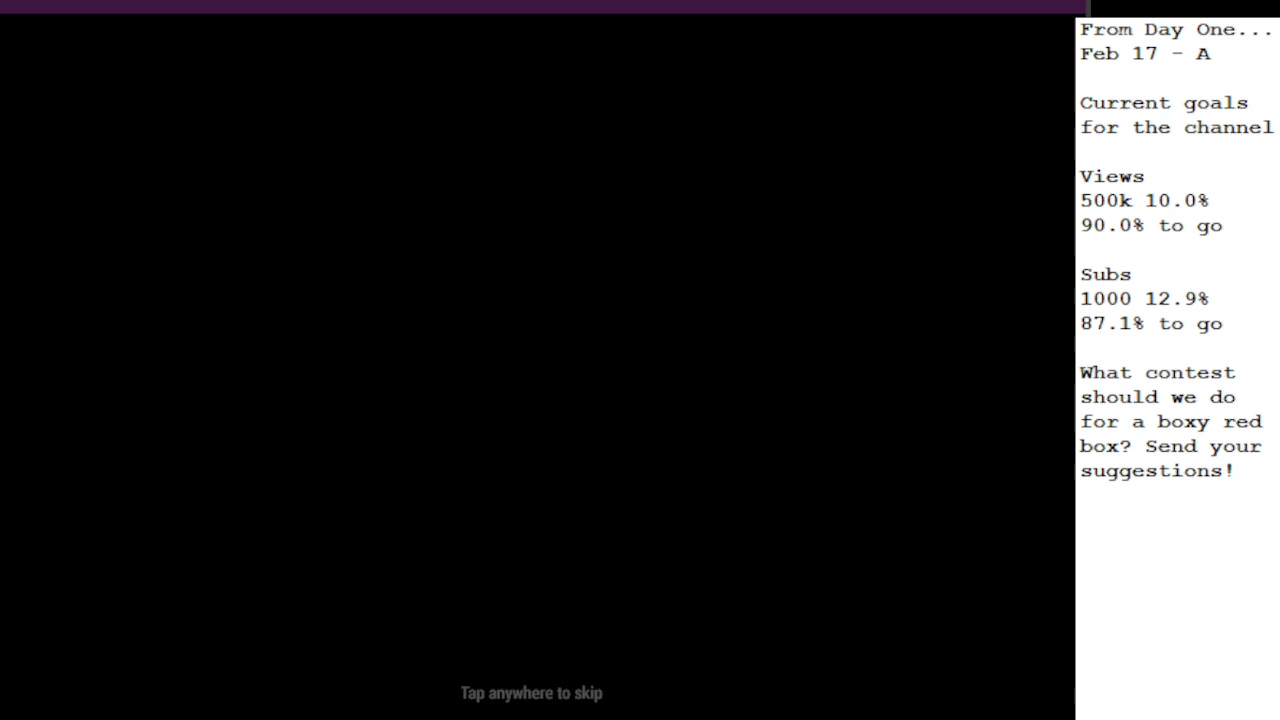 From Day One...
Feb 17 - A
Current goals
for the channel
Views
500k 10.0%
90.0% to go
Subs
1000 12.9%
87.1% to go
What contest
should we do
for a boxy red
box? Send your
suggestions!
Tap anywhere to skip